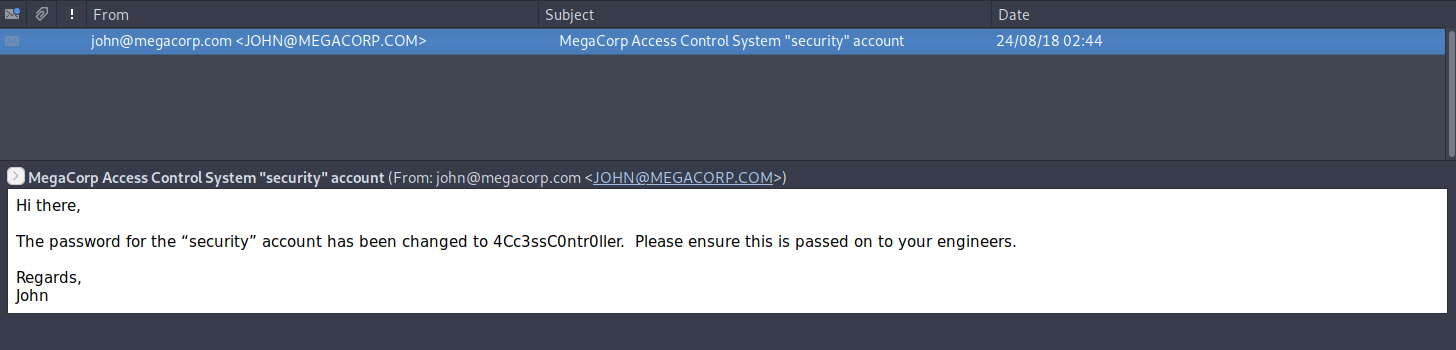 ! From Subject Date
john@megacorp.com <JOHN@MEGACORP.COM> MegaCorp Access Control System "security" account 24/08/18 02:44
MegaCorp Access Control System "security" account (From: john@megacorp.com <JOHN@MEGACORP.COM>)
Hi there,
The password for the “security” account has been changed to 4Cc3ssC0ntr0ller.  Please ensure this is passed on to your engineers.
Regards,
John